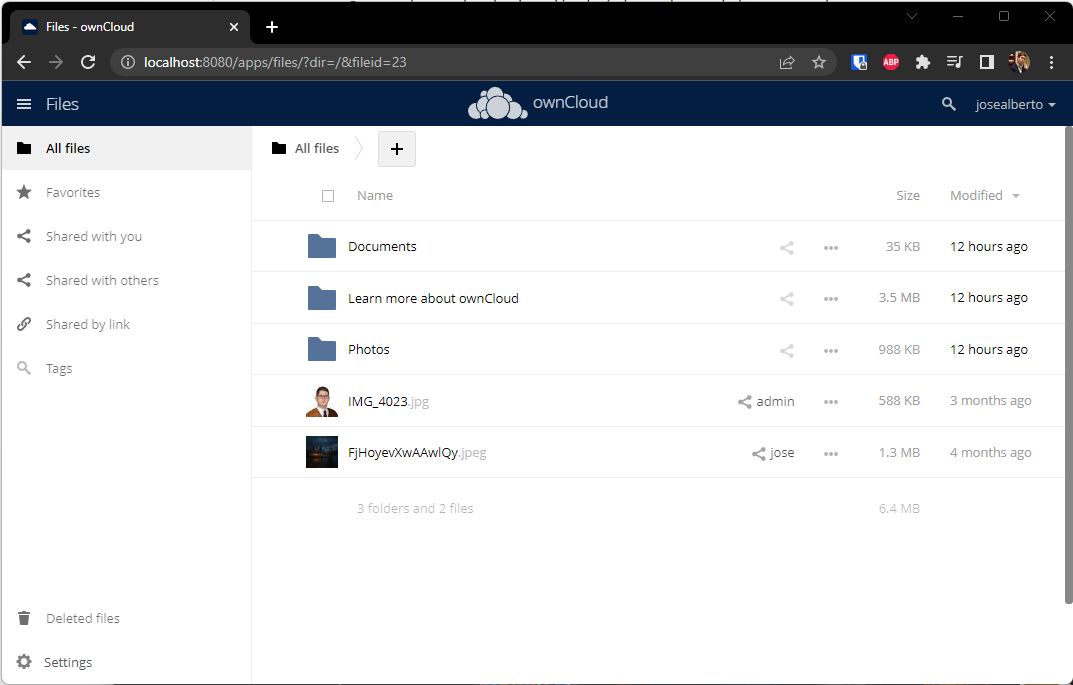 Files - ownCloud
localhost:8080/apps/files/?dir=/&fileid=23
ABP
Files
ownCloud
josealberto
All files
Favorites
Shared with you
Shared with others
Shared by link
Tags
Deleted files
Settings
All files
+
Name Size Modified
Documents 35 KB 12 hours ago
Learn more about ownCloud 3.5 MB 12 hours ago
Photos 988 KB 12 hours ago
IMG_4023.jpg admin 588 KB 3 months ago
FjHoyevXwAAwlQy.jpeg jose 1.3 MB 4 months ago
3 folders and 2 files 6.4 MB